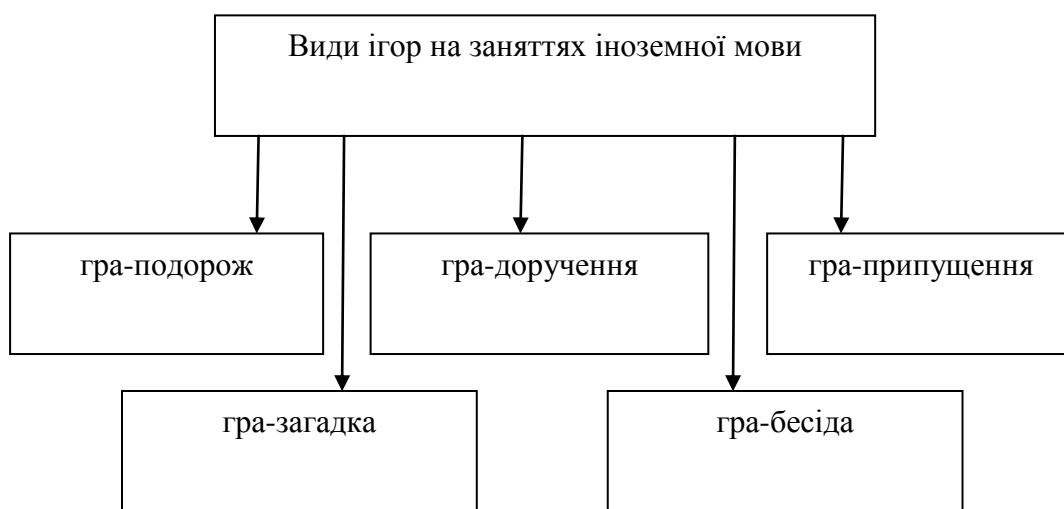 Види ігор на заняттях іноземної мови
гра-подорож
гра-доручення
гра-припущення
гра-загадка
гра-бесіда